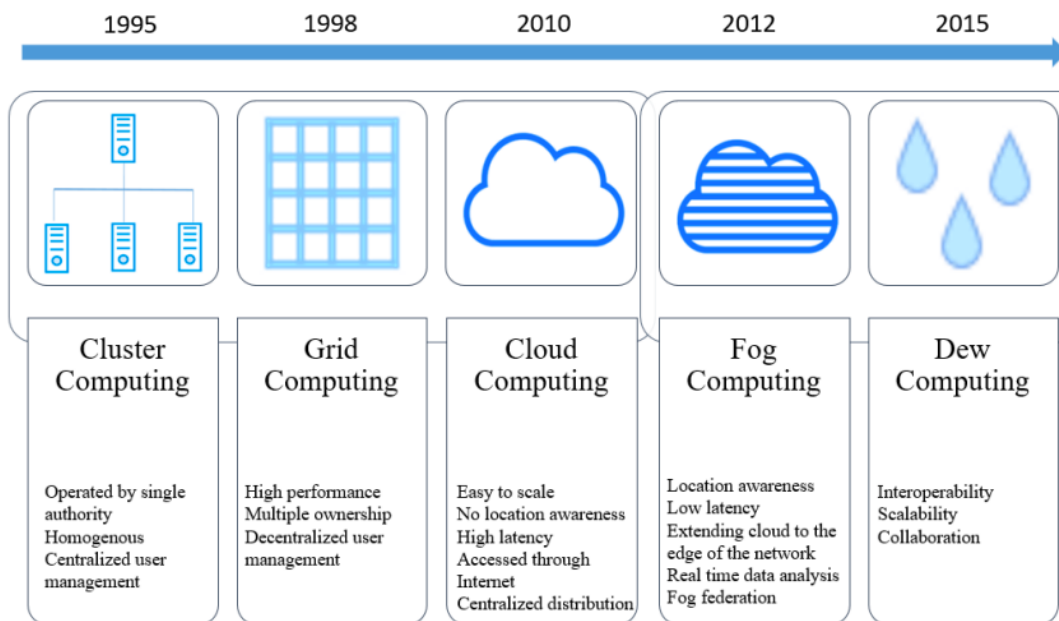 1995
1998
2010
2012
2015
Cluster
Computing
Operated by single
authority
Homogenous
Centralized user
management
Grid
Computing
High performance
Multiple ownership
Decentralized user
management
Cloud
Computing
Easy to scale
No location awareness
High latency
Accessed through
Internet
Centralized distribution
Fog
Computing
Location awareness
Low latency
Extending cloud to the
edge of the network
Real time data analysis
Fog federation
Dew
Computing
Interoperability
Scalability
Collaboration